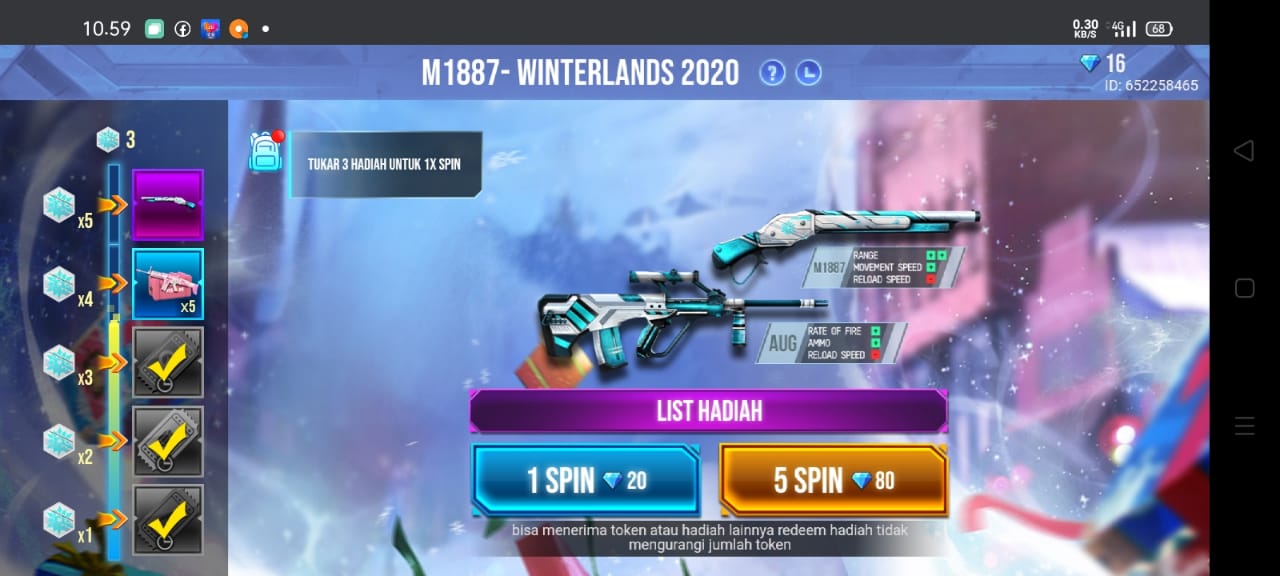 10.59
0.30
KB/S
4G
68
M1887- WINTERLANDS 2020
?
16
ID: 652258465
3
TUKAR 3 HADIAH UNTUK 1X SPIN
x5
x4
x5
x3
x2
x1
M1887
RANGE
MOVEMENT SPEED
RELOAD SPEED
AUG
RATE OF FIRE
AMMO
RELOAD SPEED
LIST HADIAH
1 SPIN 20
5 SPIN 80
bisa menerima token atau hadiah lainnya redeem hadiah tidak
mengurangi jumlah token